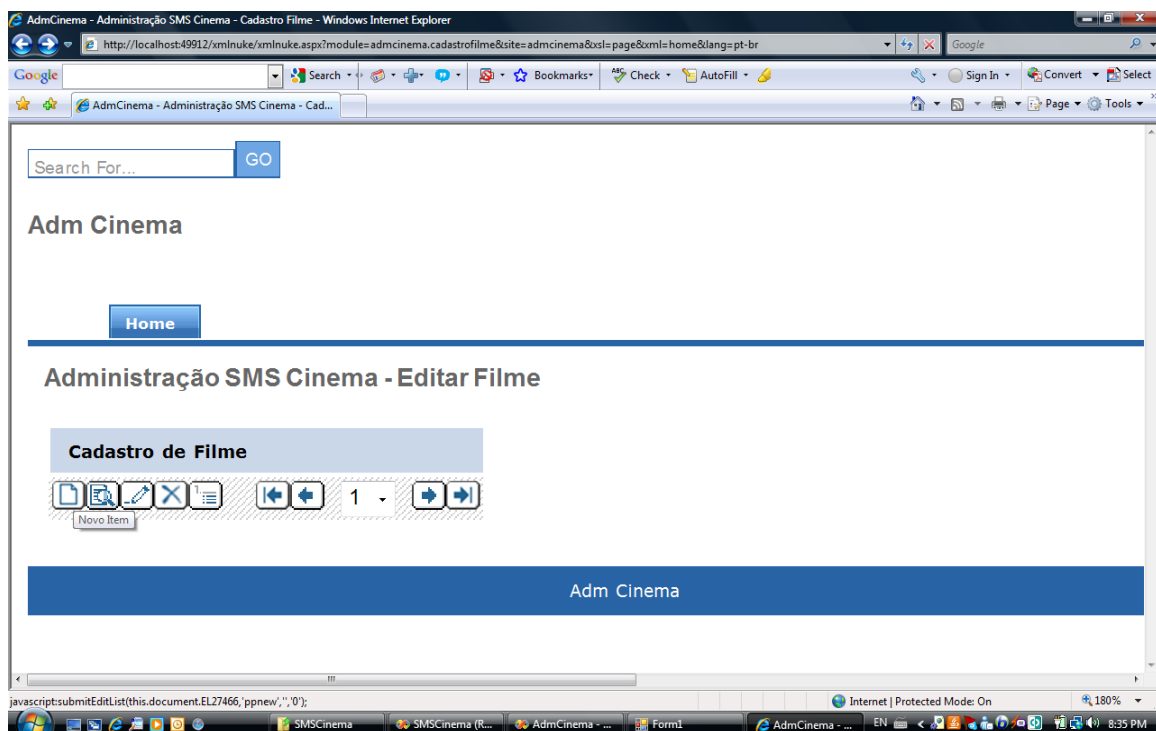 AdmCinema - Administração SMS Cinema - Cadastro Filme - Windows Internet Explorer
http://localhost:49912/xmlnuke/xmlnuke.aspx?module=admcinema.cadastrofilme&site=admcinema&xsl=page&xml=home&lang=pt-br
Google
Google
Search
Bookmarks
Check
AutoFill
Sign In
Convert
Select
AdmCinema - Administração SMS Cinema - Cad...
Page
Tools
Search For...
GO
Adm Cinema
Home
Administração SMS Cinema - Editar Filme
Cadastro de Filme
1
Novo Item
Adm Cinema
javascript:submitEditList(this.document.EL27466,'ppnew','','0');
Internet | Protected Mode: On
180%
SMSCinema
SMSCinema (R...
AdmCinema - ...
Form1
AdmCinema - ...
EN
8:35 PM